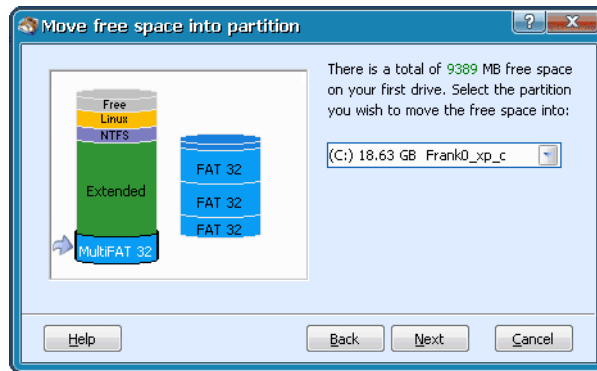 Move free space into partition
There is a total of 9389 MB free space
on your first drive. Select the partition
you wish to move the free space into:
(C:) 18.63 GB Frank0_xp_c
Free
Linux
NTFS
Extended
MultiFAT 32
FAT 32
FAT 32
FAT 32
Help
Back
Next
Cancel